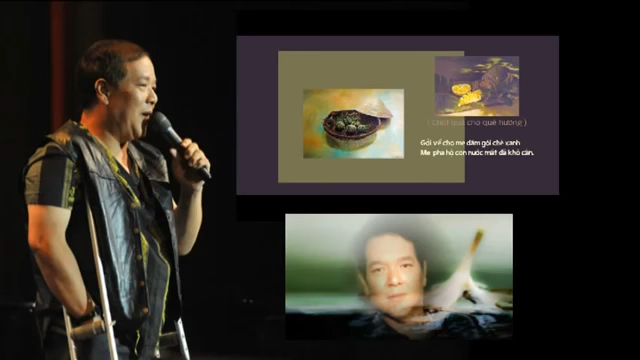 ( Chút quà cho quê hương )
Gởi về cho mẹ dăm gói chè xanh
Mẹ pha hộ con nước mắt đã khô cằn.